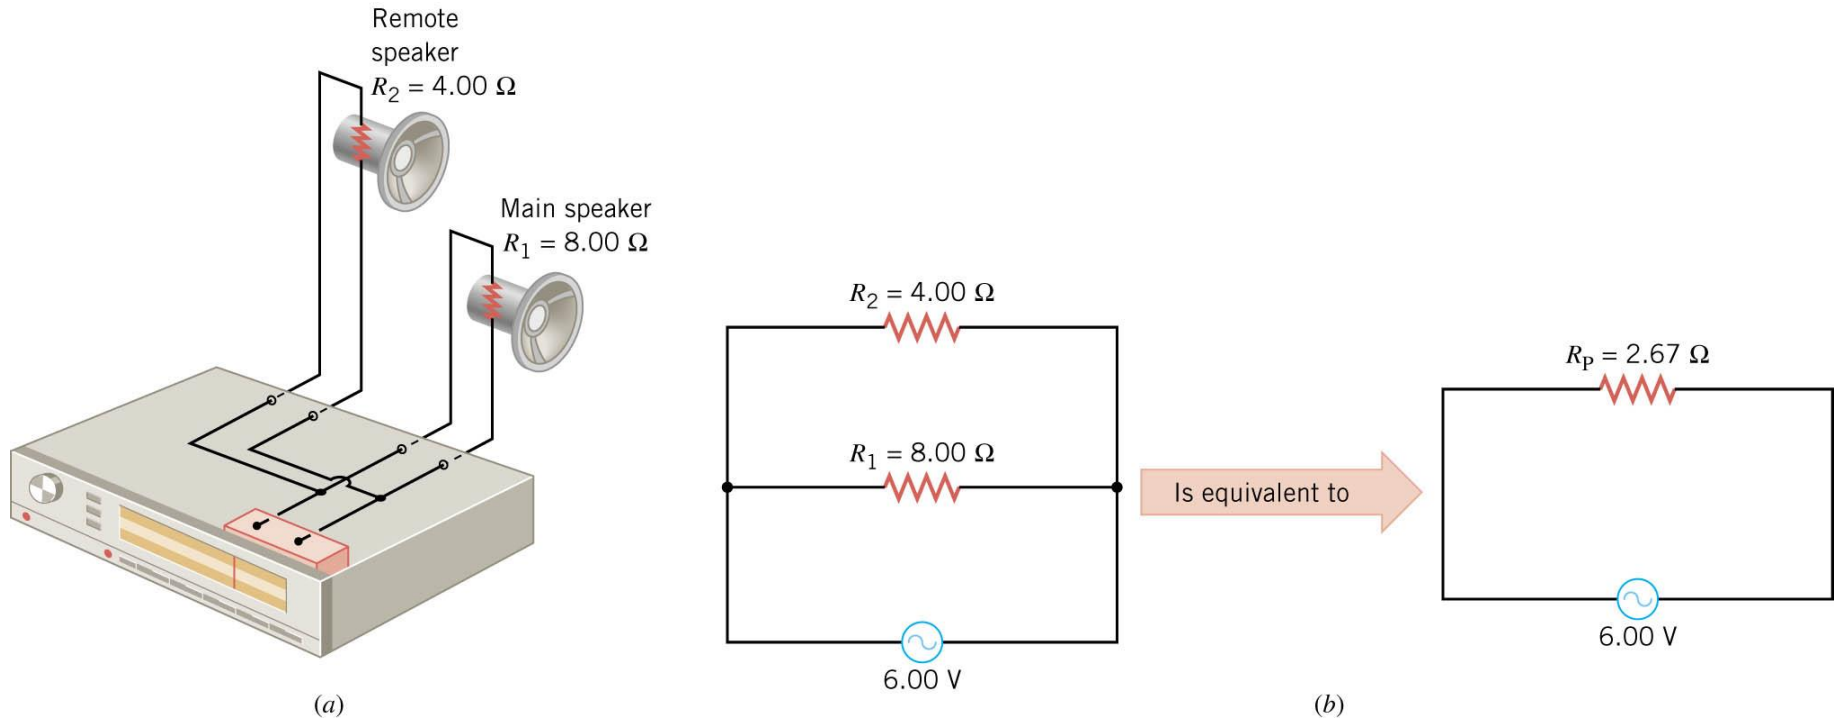 Remote
speaker
R₂ = 4.00 Ω
Main speaker
R₁ = 8.00 Ω
(a)
R₂ = 4.00 Ω
R₁ = 8.00 Ω
6.00 V
Is equivalent to
R_P = 2.67 Ω
6.00 V
(b)